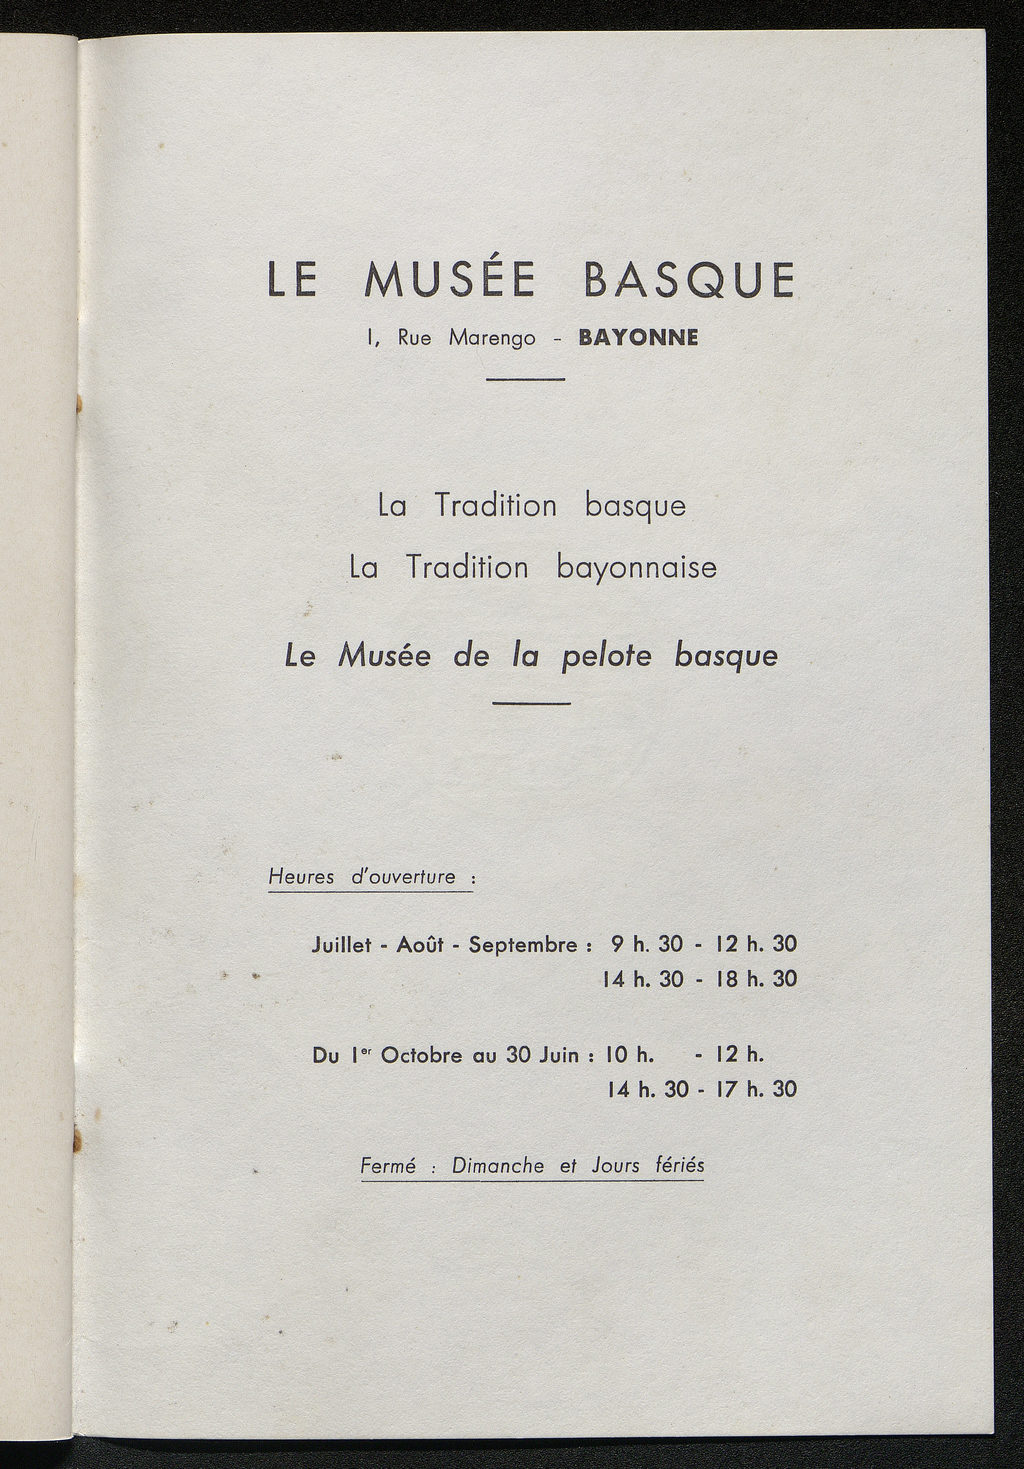 LE MUSÉE BASQUE
1, Rue Marengo - BAYONNE
La Tradition basque
La Tradition bayonnaise
Le Musée de la pelote basque
Heures d'ouverture :
Juillet - Août - Septembre : 9 h. 30 - 12 h. 30
14 h. 30 - 18 h. 30
Du 1er Octobre au 30 Juin : 10 h. - 12 h.
14 h. 30 - 17 h. 30
Fermé : Dimanche et Jours fériés